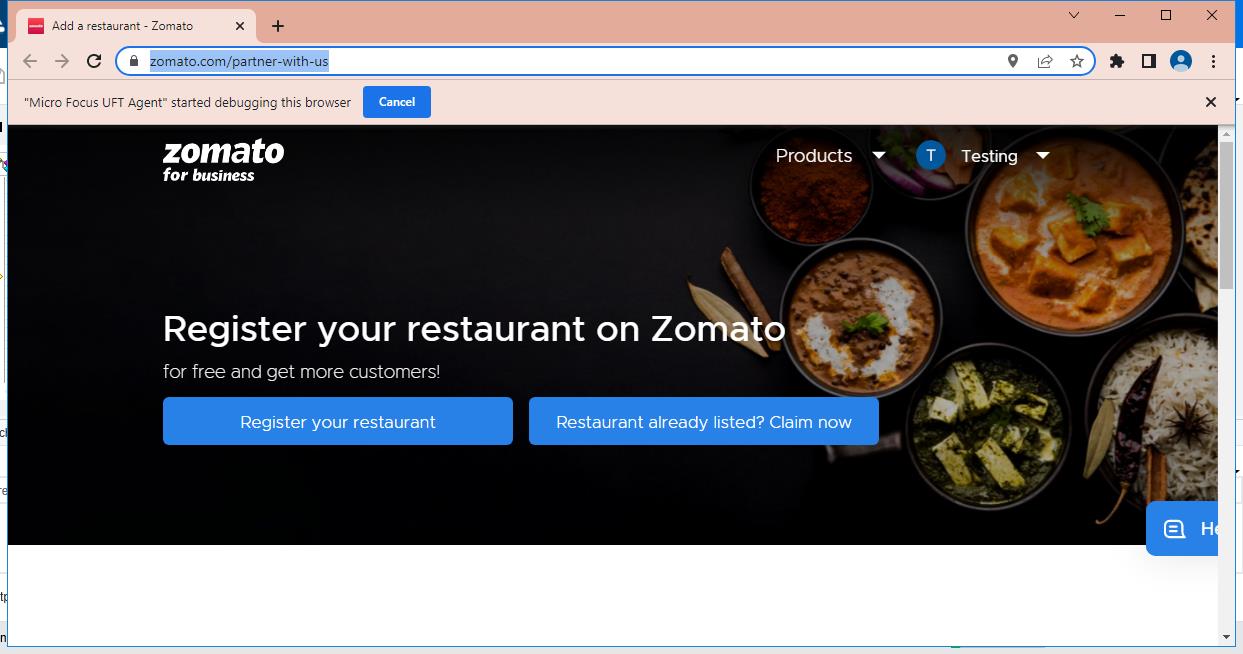 Add a restaurant - Zomato
zomato.com/partner-with-us
"Micro Focus UFT Agent" started debugging this browser
Cancel
zomato
for business
Products
T
Testing
Register your restaurant on Zomato
for free and get more customers!
Register your restaurant
Restaurant already listed? Claim now
He